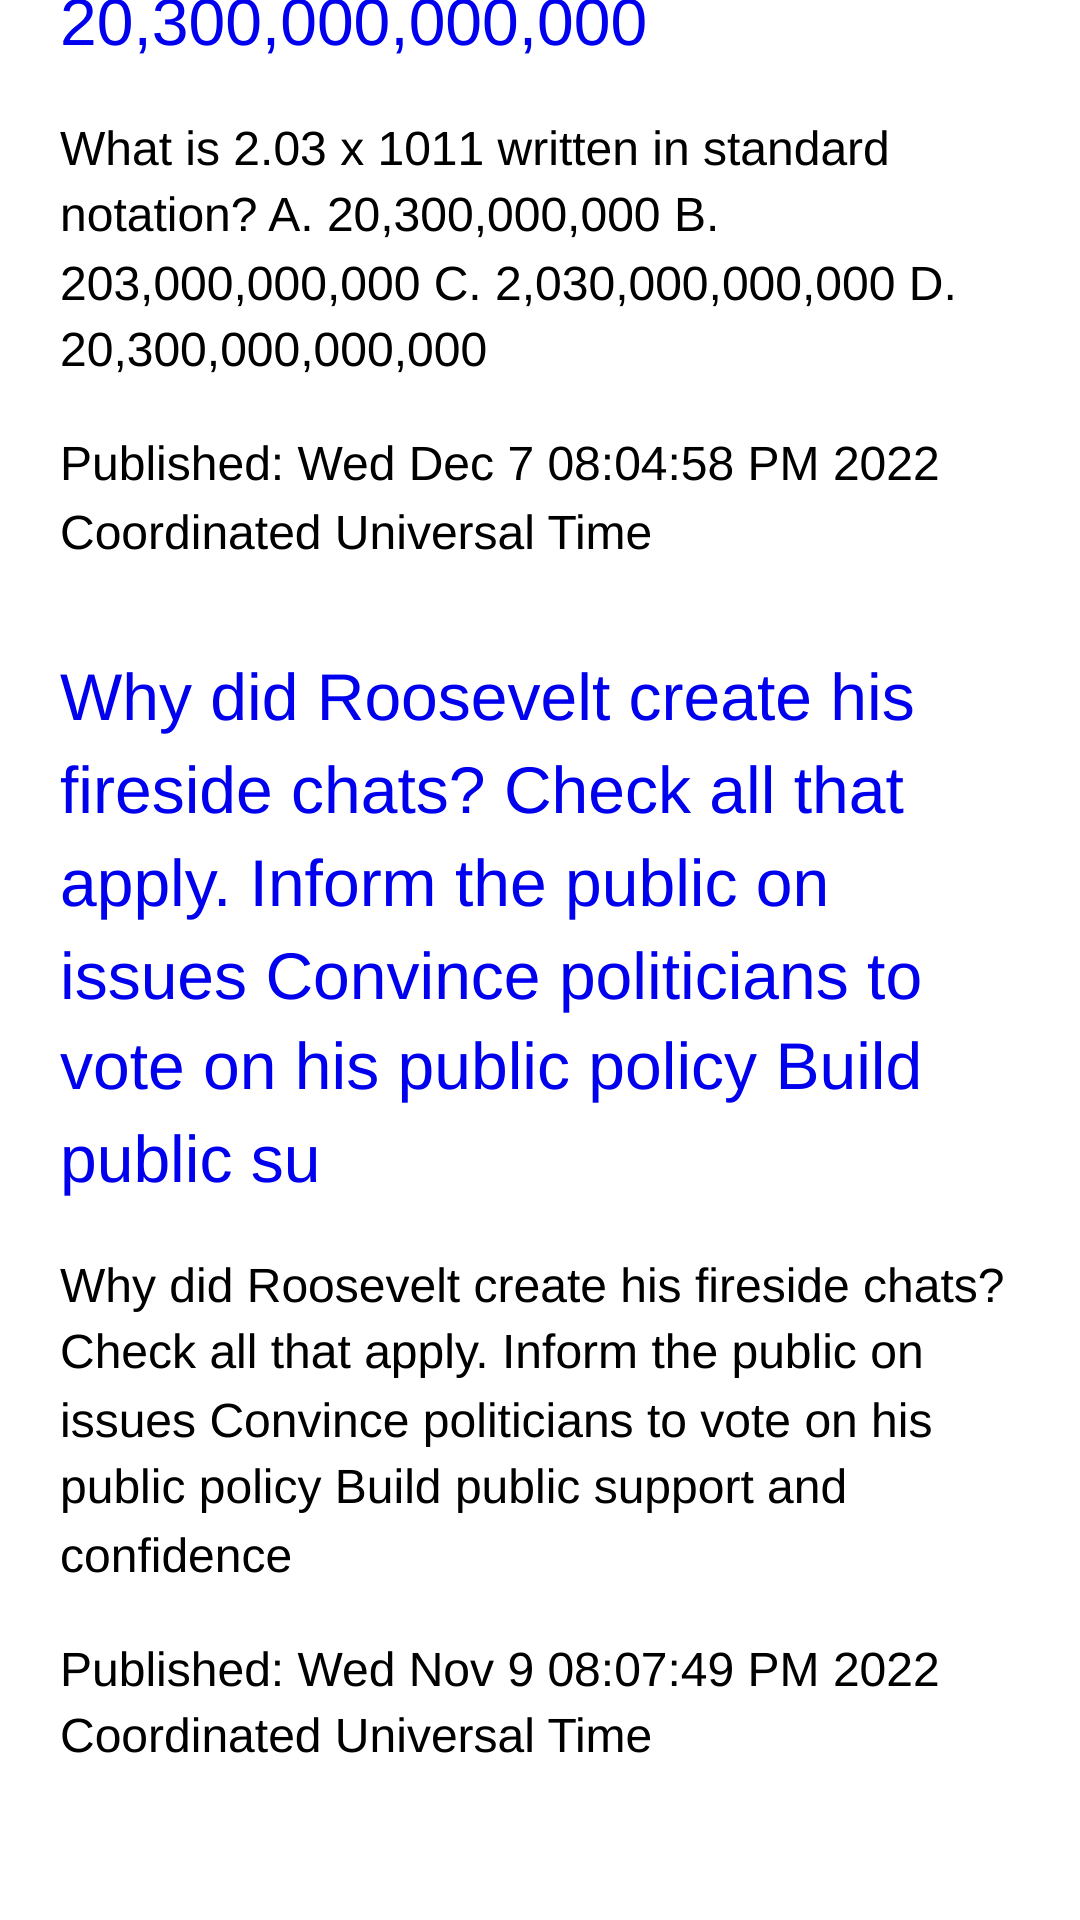 20,300,000,000,000
What is 2.03 x 1011 written in standard
notation? A. 20,300,000,000 B.
203,000,000,000 C. 2,030,000,000,000 D.
20,300,000,000,000
Published: Wed Dec 7 08:04:58 PM 2022
Coordinated Universal Time
Why did Roosevelt create his
fireside chats? Check all that
apply. Inform the public on
issues Convince politicians to
vote on his public policy Build
public su
Why did Roosevelt create his fireside chats?
Check all that apply. Inform the public on
issues Convince politicians to vote on his
public policy Build public support and
confidence
Published: Wed Nov 9 08:07:49 PM 2022
Coordinated Universal Time